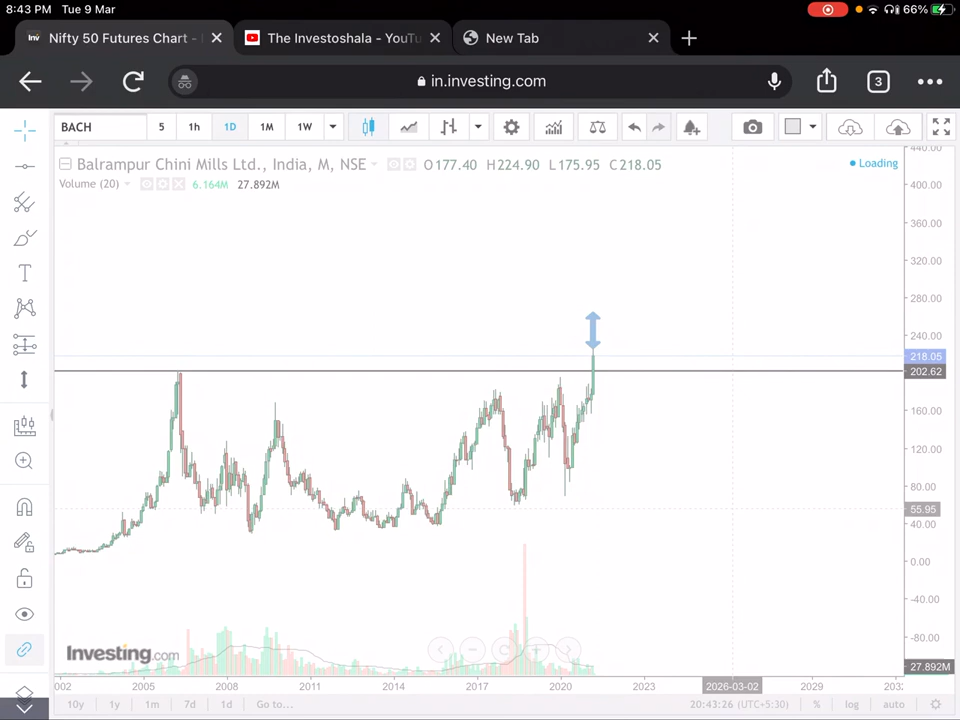 8:43 PM Tue 9 Mar 66%
Nifty 50 Futures Chart - The Investoshala - YouTu New Tab
in.investing.com 3
BACH 5 1h 1D 1M 1W
Balrampur Chini Mills Ltd., India, M, NSE O177.40 H224.90 L175.95 C218.05 Loading
Volume (20) 6.164M 27.892M
440.00
400.00
360.00
320.00
280.00
240.00
218.05
202.62
160.00
120.00
80.00
55.95
40.00
0.00
-40.00
-80.00
27.892M
Investing.com
002 2005 2008 2011 2014 2017 2020 2023 2026-03-02 2029 203
10y 1y 1m 7d 1d Go to... 20:43:26 (UTC+5:30) % log auto